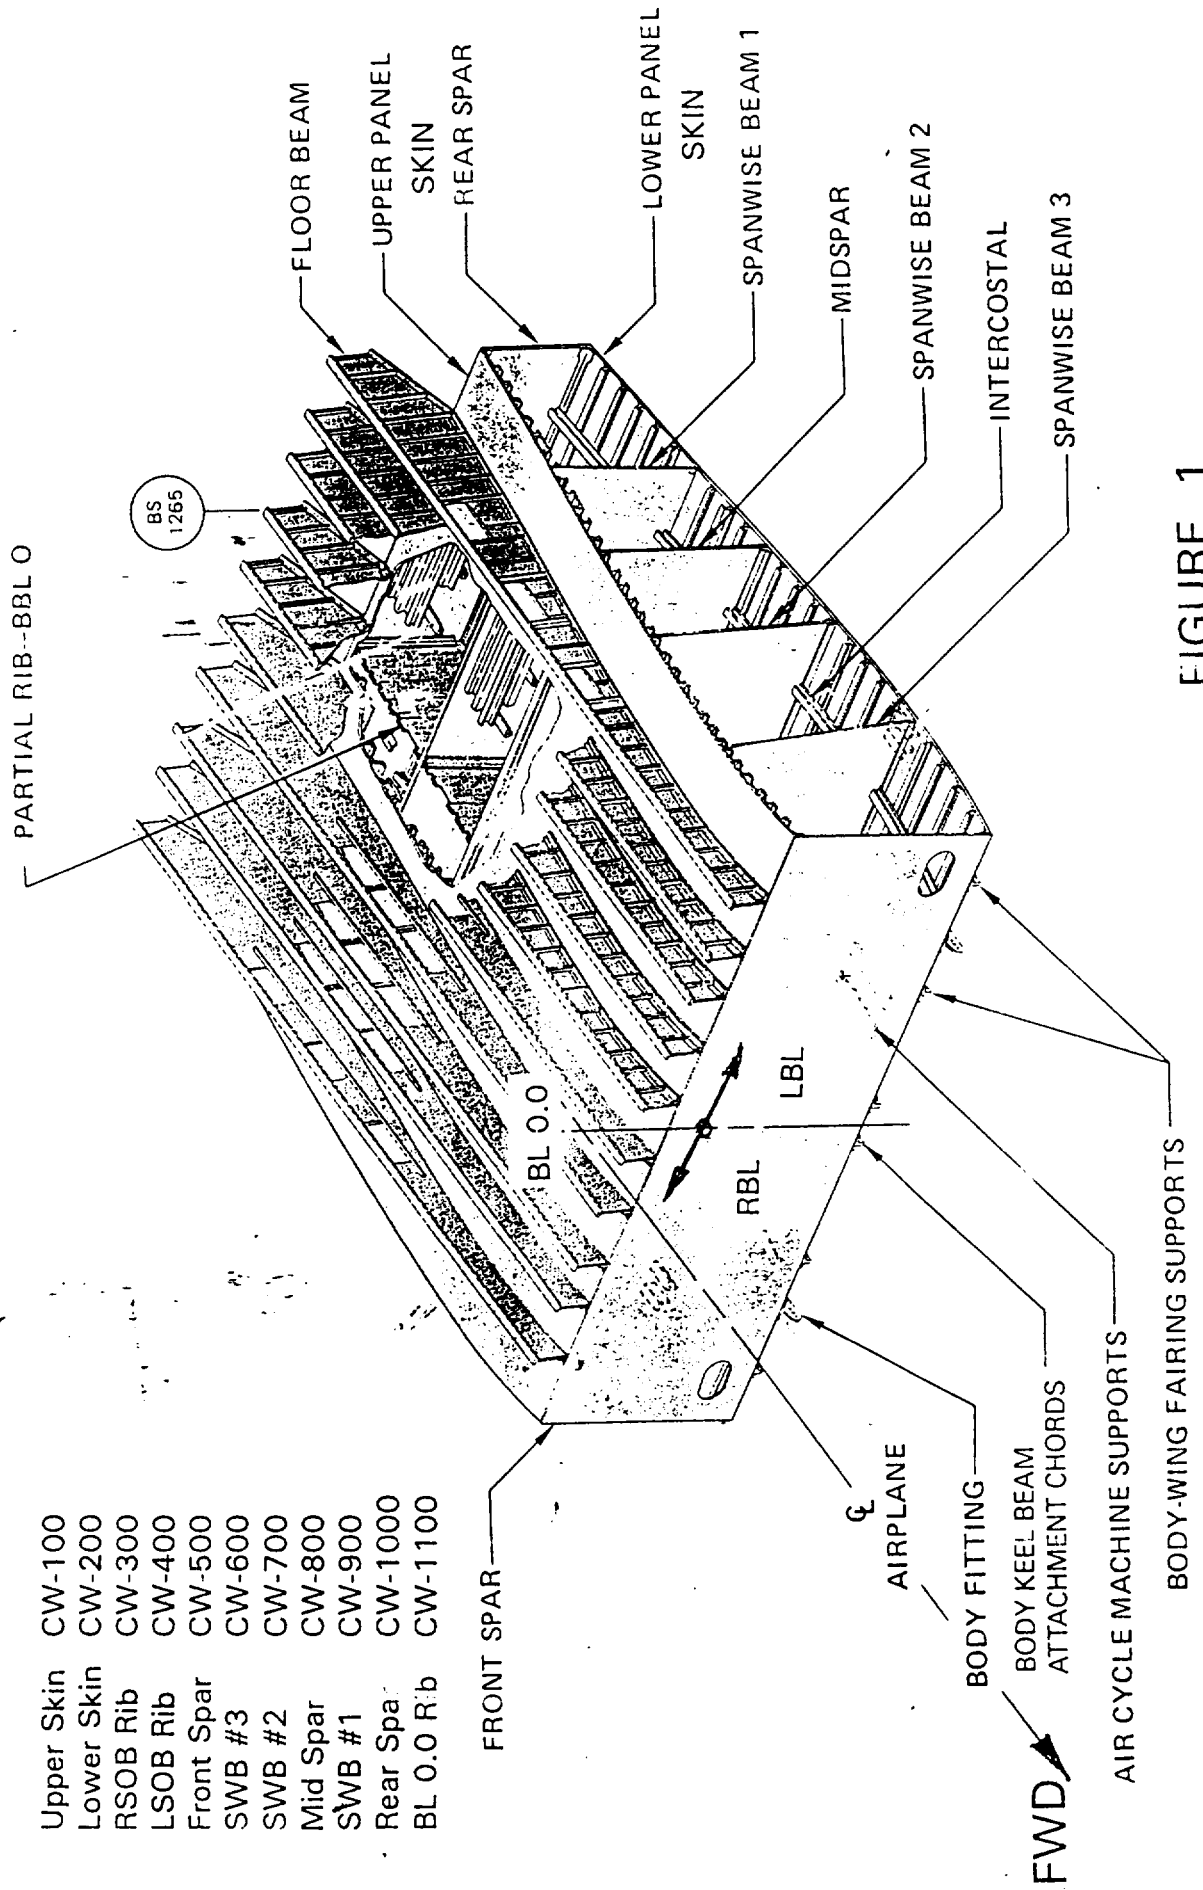 Upper Skin CW-100
Lower Skin CW-200
RSOB Rib CW-300
LSOB Rib CW-400
Front Spar CW-500
SWB #3 CW-600
SWB #2 CW-700
Mid Spar CW-800
SWB #1 CW-900
Rear Spar CW-1000
BL 0.0 Rib CW-1100
PARTIAL RIB--BBL O
BS
1265
FLOOR BEAM
UPPER PANEL
SKIN
REAR SPAR
LOWER PANEL
SKIN
SPANWISE BEAM 1
MIDSPAR
SPANWISE BEAM 2
INTERCOSTAL
SPANWISE BEAM 3
FRONT SPAR
BL 0.0
RBL
LBL
℄
AIRPLANE
FWD
BODY FITTING
BODY KEEL BEAM
ATTACHMENT CHORDS
AIR CYCLE MACHINE SUPPORTS
BODY-WING FAIRING SUPPORTS
FIGURE 1